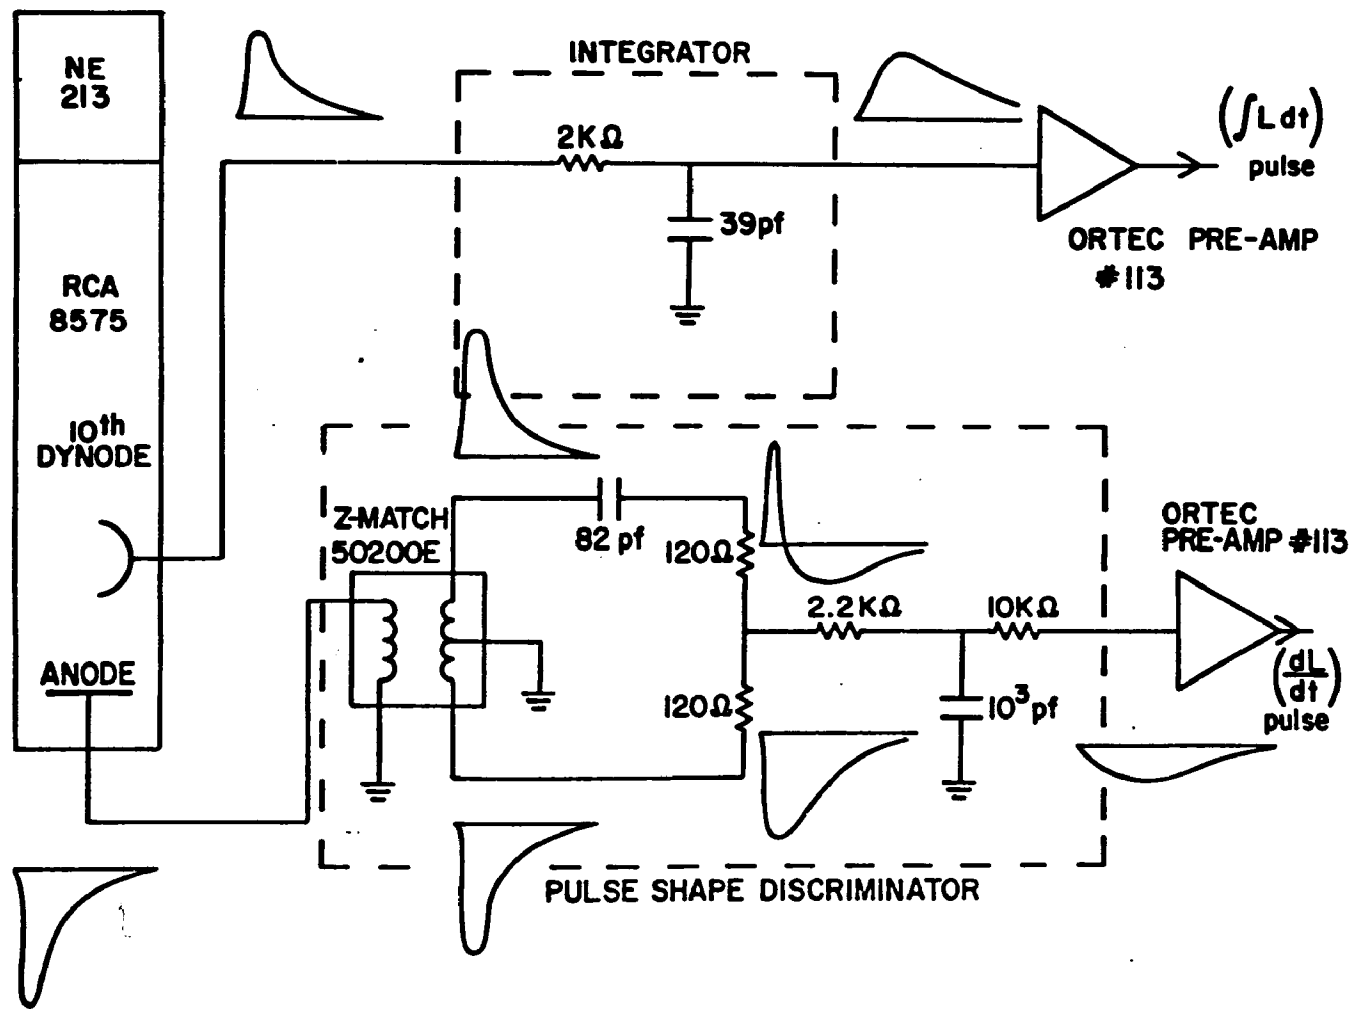 NE
213
INTEGRATOR
2KΩ
39pf
(∫L dt)
pulse
ORTEC PRE-AMP
#113
RCA
8575
10th
DYNODE
ANODE
Z-MATCH
50200E
82 pf
120Ω
120Ω
2.2KΩ
10KΩ
10³pf
ORTEC
PRE-AMP #113
(dL/dt)
pulse
PULSE SHAPE DISCRIMINATOR